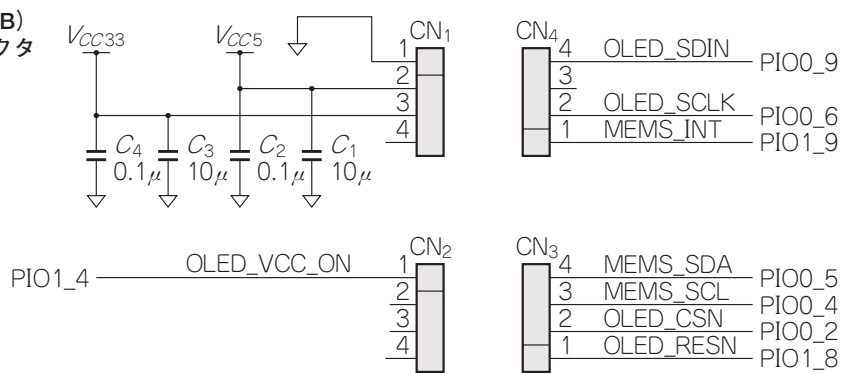 B)
クタ
VCC33
VCC5
CN1
1
2
3
4
C4
0.1μ
C3
10μ
C2
0.1μ
C1
10μ
CN4
4 OLED_SDIN PIO0_9
3
2 OLED_SCLK PIO0_6
1 MEMS_INT PIO1_9
CN2
PIO1_4 OLED_VCC_ON 1
2
3
4
CN3
4 MEMS_SDA PIO0_5
3 MEMS_SCL PIO0_4
2 OLED_CSN PIO0_2
1 OLED_RESN PIO1_8